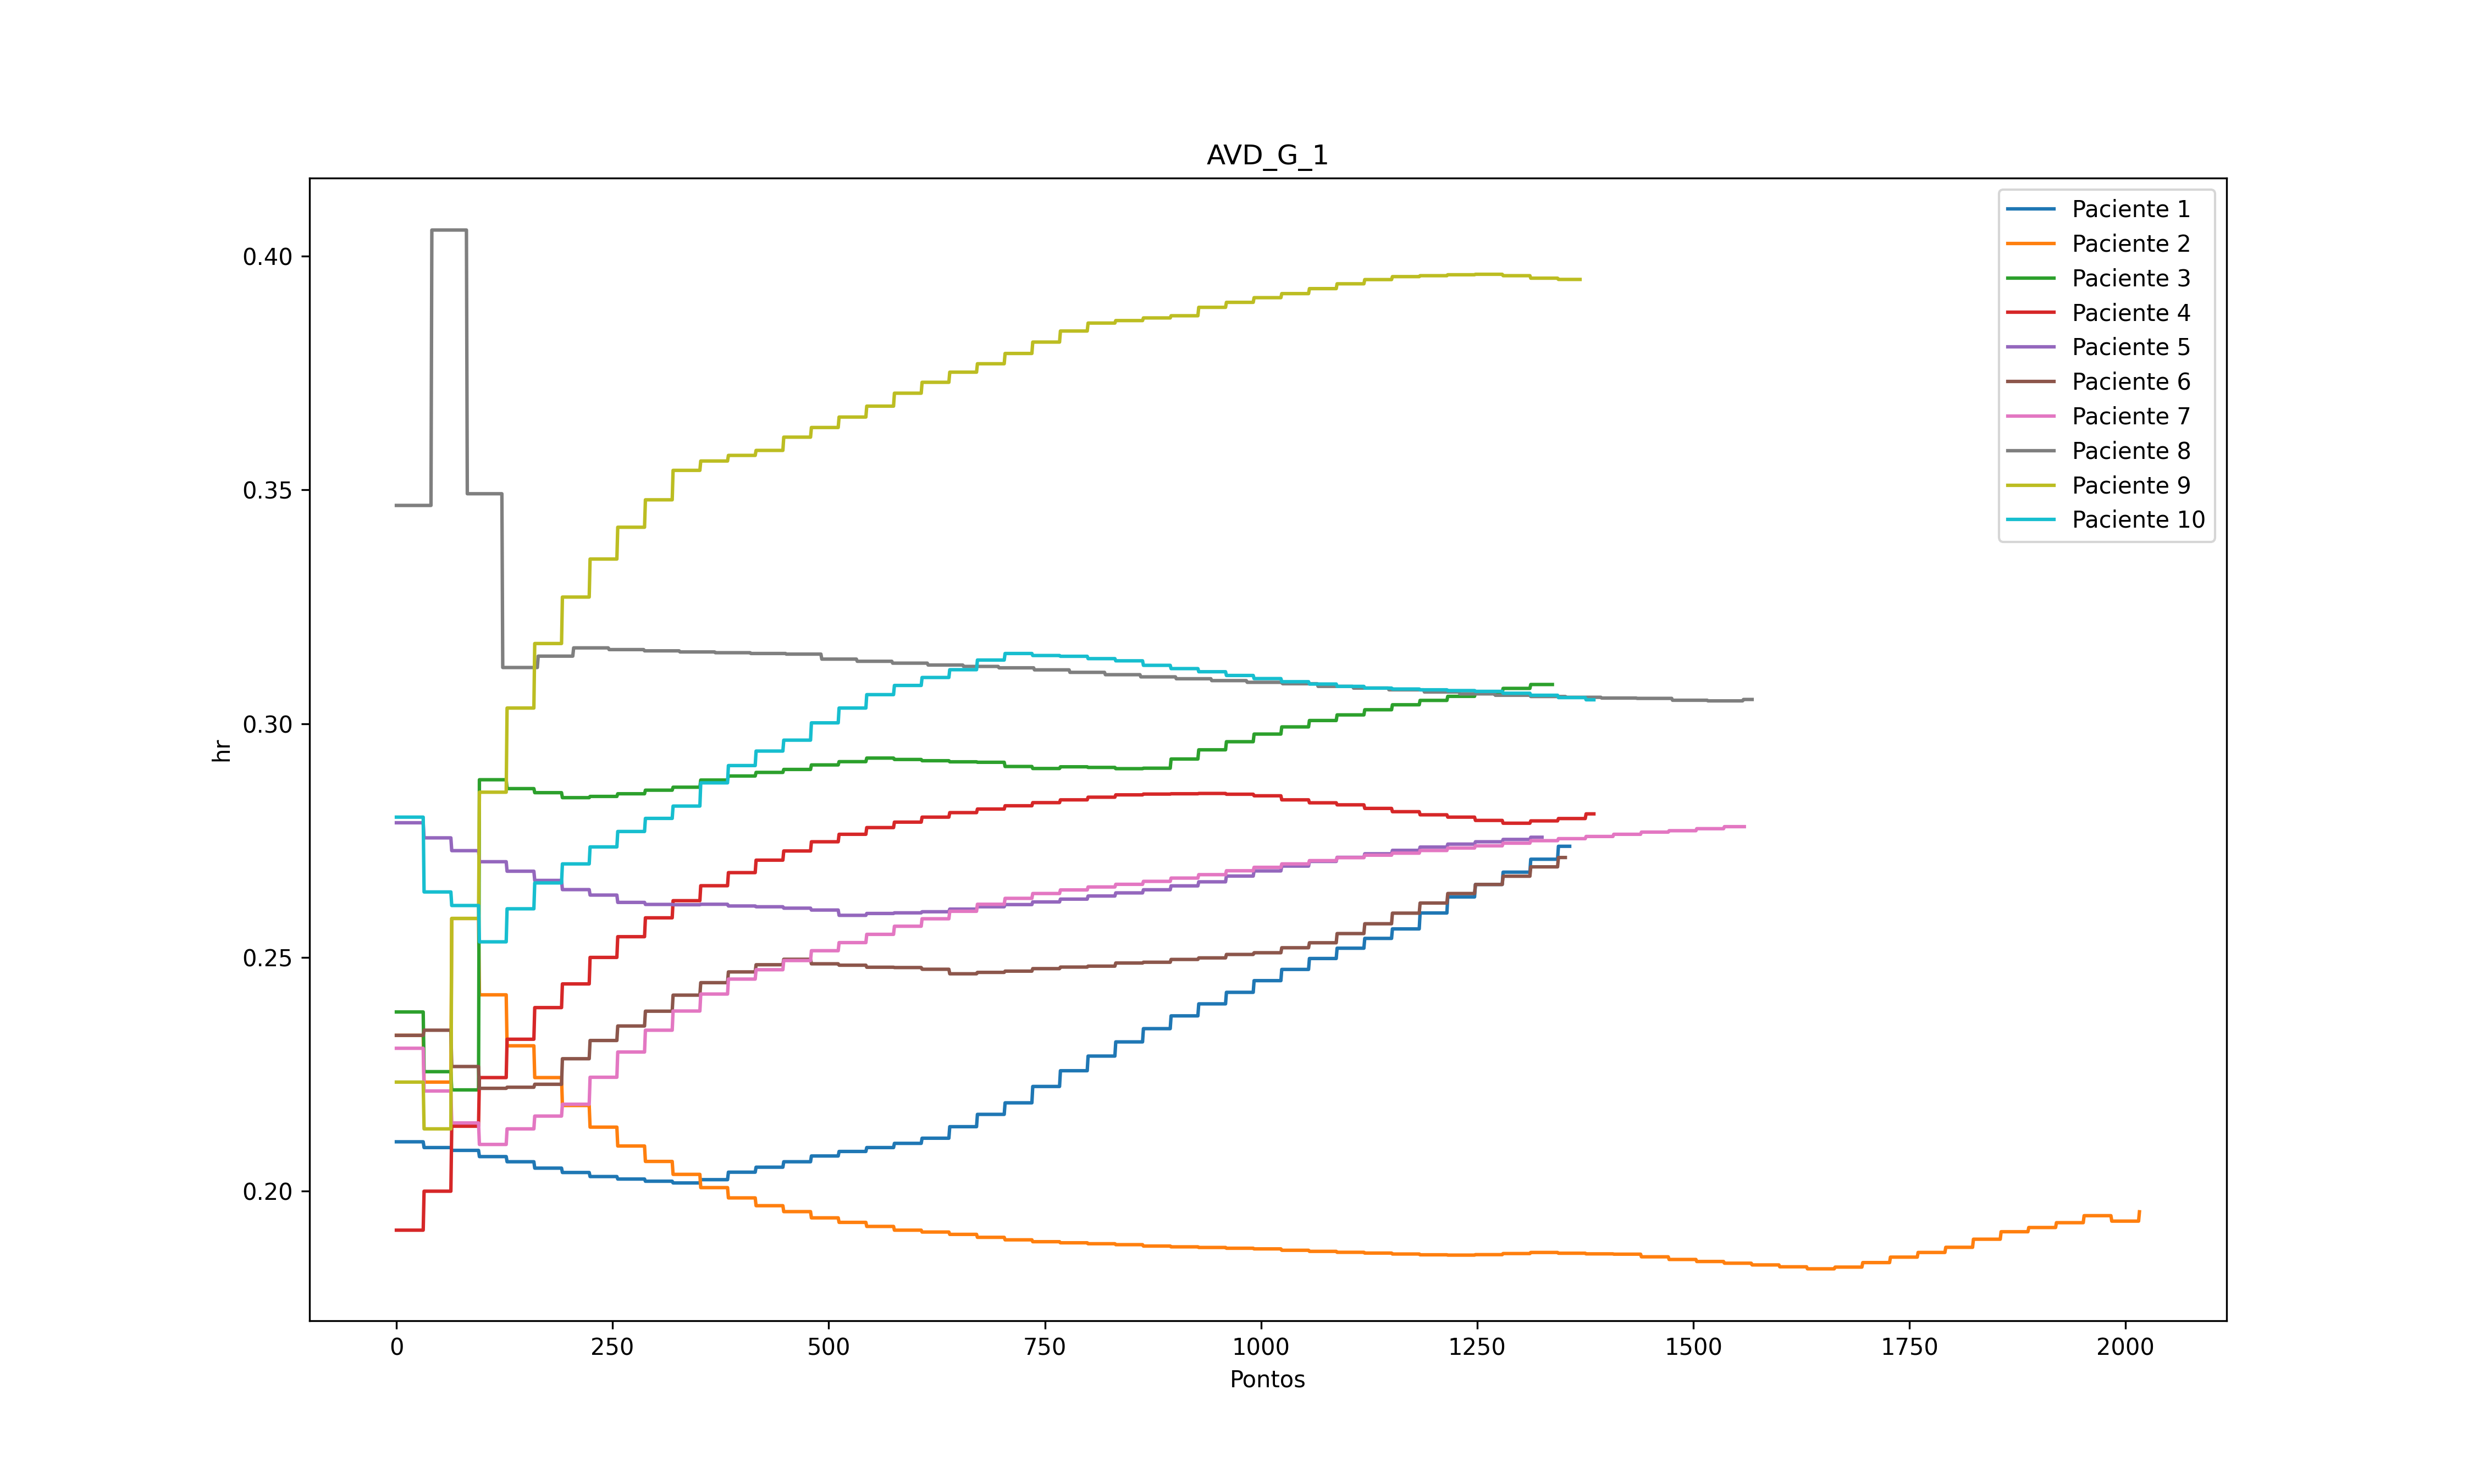 AVD_G_1
Paciente 1
Paciente 2
Paciente 3
Paciente 4
Paciente 5
Paciente 6
Paciente 7
Paciente 8
Paciente 9
Paciente 10
0.40
0.35
0.30
0.25
0.20
hr
0 250 500 750 1000 1250 1500 1750 2000
Pontos